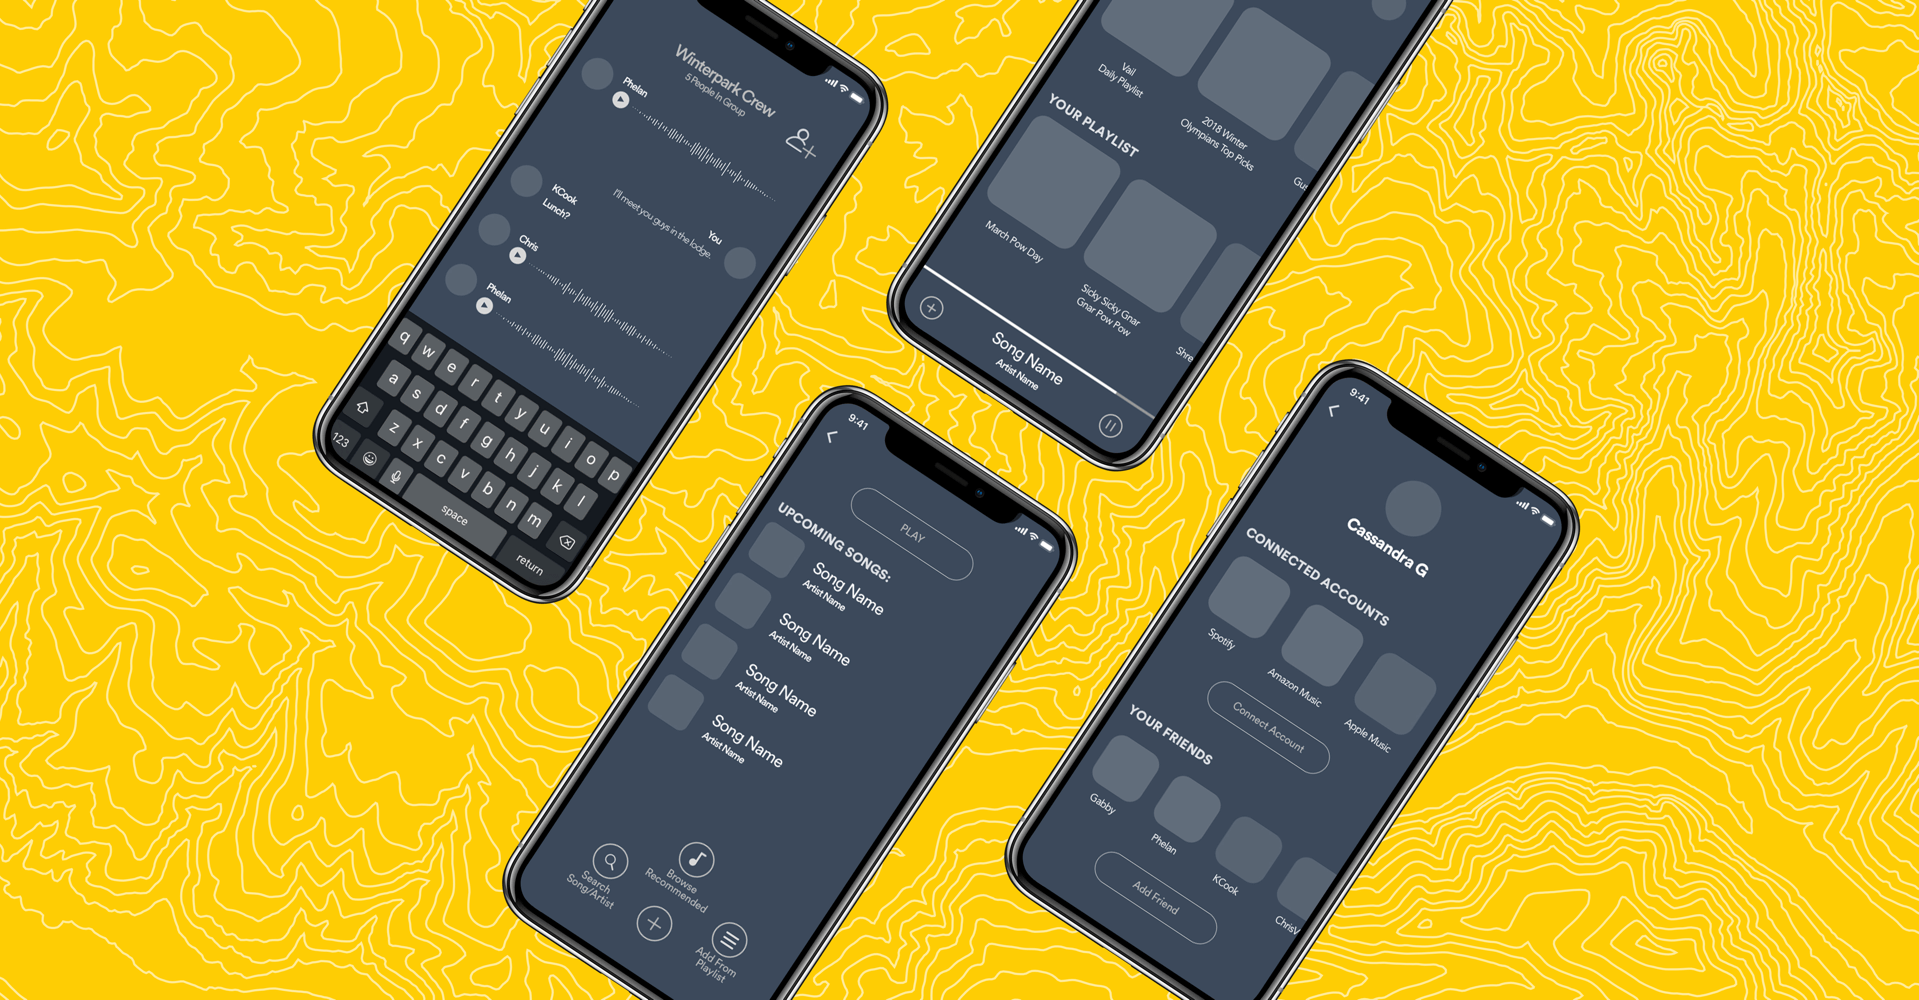 Winterpark Crew
5 People In Group
Phelan
KCook
Lunch?
You
I'll meet you guys in the lodge.
Chris
Phelan
q w e r t y u i o p
a s d f g h j k l
z x c v b n m
123
space
return
Vail
Daily Playlist
2018 Winter
Olympians Top Picks
Gus
YOUR PLAYLIST
March Pow Day
Sicky Sicky Gnar
Gnar Pow Pow
Shre
Song Name
Artist Name
9:41
PLAY
UPCOMING SONGS:
Song Name
Artist Name
Song Name
Artist Name
Song Name
Artist Name
Song Name
Artist Name
Search
Song/Artist
Browse
Recommended
Add From
Playlist
9:41
Cassandra G
CONNECTED ACCOUNTS
Spotify
Amazon Music
Apple Music
Connect Account
YOUR FRIENDS
Gabby
Phelan
KCook
ChrisV
Add Friend